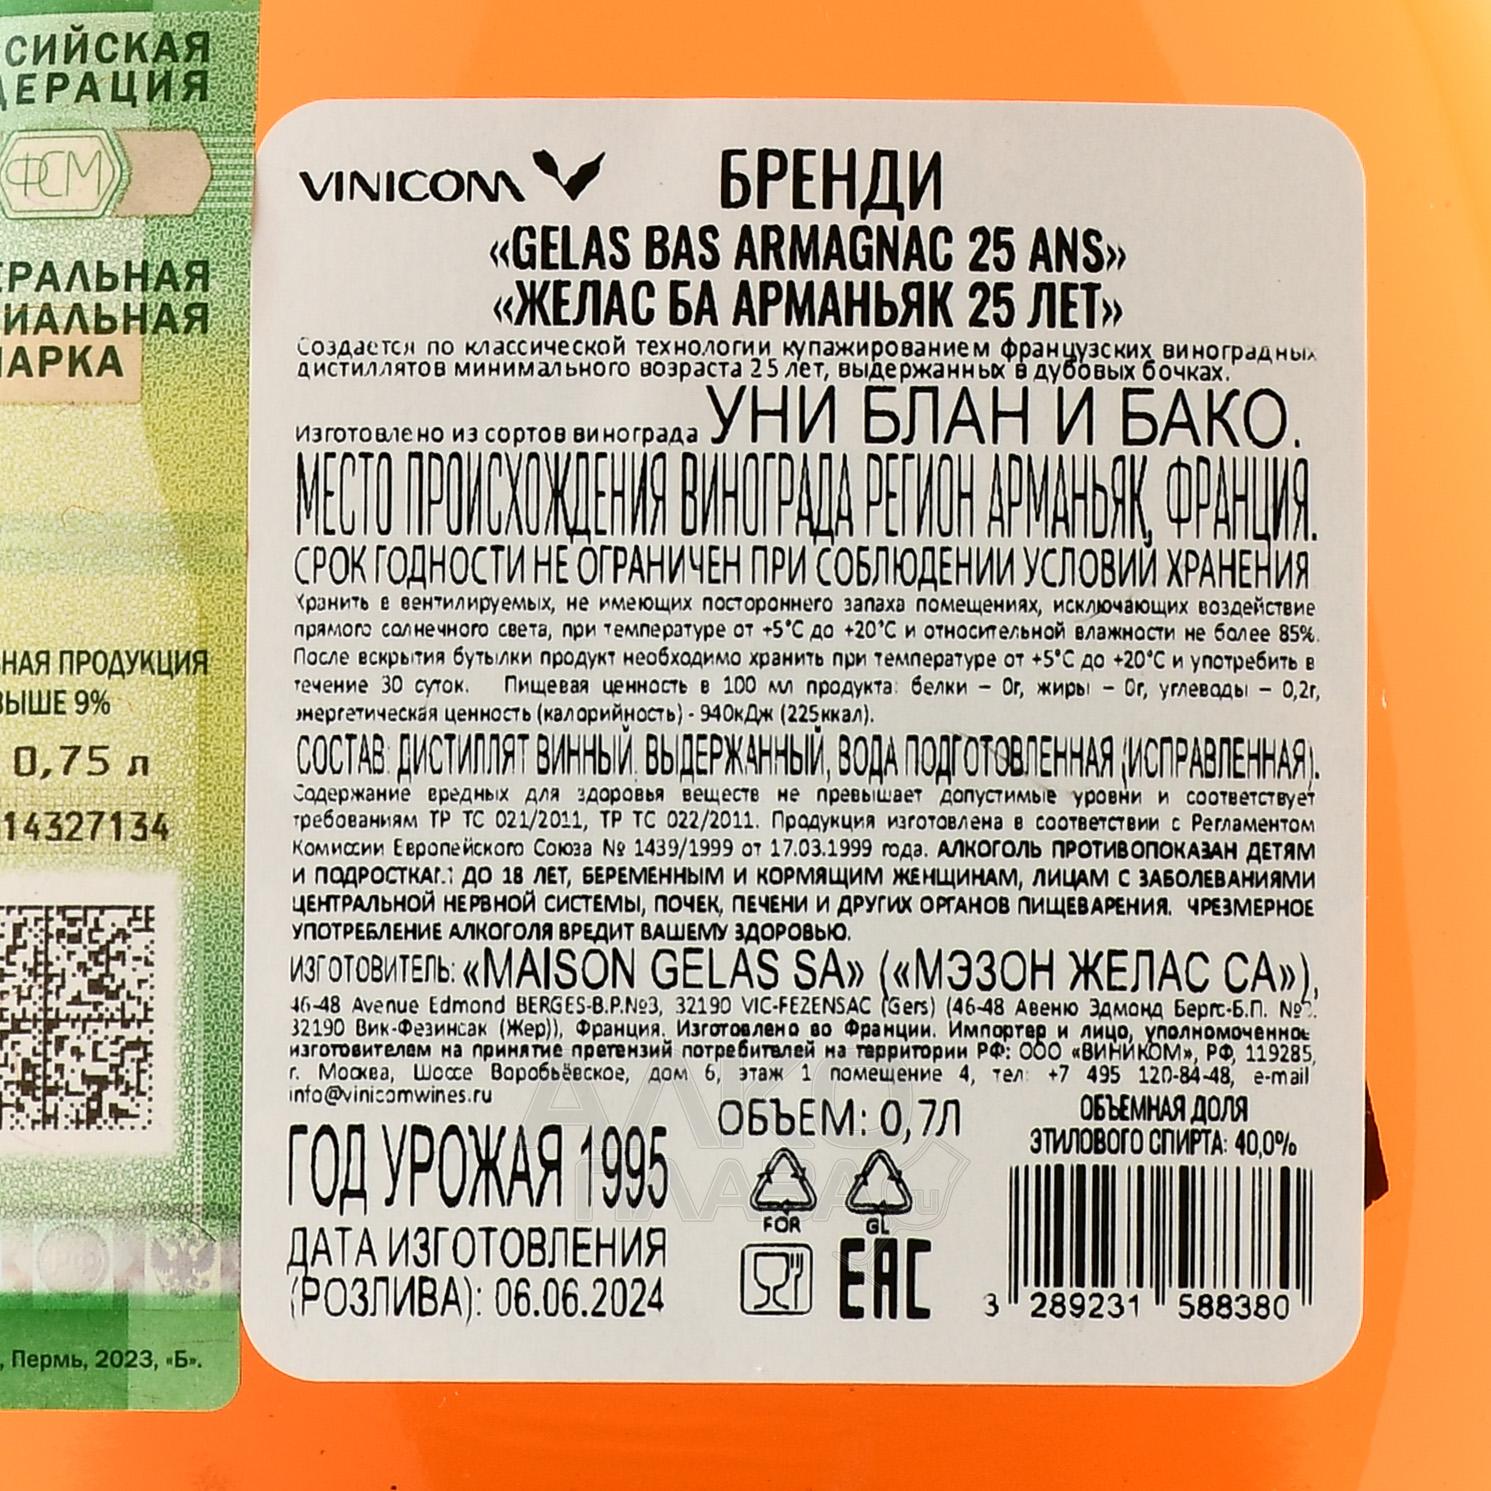 СИЙСКАЯ
ДЕРАЦИЯ
ФСМ
ЕРАЛЬНАЯ
ИАЛЬНАЯ
МАРКА
НАЯ ПРОДУКЦИЯ
ВЫШЕ 9%
0,75 л
14327134
, Пермь, 2023, «Б».
VINICOM
БРЕНДИ
«GELAS BAS ARMAGNAC 25 ANS»
«ЖЕЛАС БА АРМАНЬЯК 25 ЛЕТ»
Создается по классической технологии купажированием французских виноградных
дистиллятов минимального возраста 25 лет, выдержанных в дубовых бочках.
Изготовлено из сортов винограда УНИ БЛАН И БАКО.
МЕСТО ПРОИСХОЖДЕНИЯ ВИНОГРАДА РЕГИОН АРМАНЬЯК, ФРАНЦИЯ.
СРОК ГОДНОСТИ НЕ ОГРАНИЧЕН ПРИ СОБЛЮДЕНИИ УСЛОВИЙ ХРАНЕНИЯ
Хранить в вентилируемых, не имеющих постороннего запаха помещениях, исключающих воздействие
прямого солнечного света, при температуре от +5°С до +20°С и относительной влажности не более 85%.
После вскрытия бутылки продукт необходимо хранить при температуре от +5°С до +20°С и употребить в
течение 30 суток. Пищевая ценность в 100 мл продукта: белки – 0г, жиры – 0г, углеводы – 0,2г,
энергетическая ценность (калорийность) - 940кДж (225ккал).
СОСТАВ: ДИСТИЛЛЯТ ВИННЫЙ ВЫДЕРЖАННЫЙ, ВОДА ПОДГОТОВЛЕННАЯ (ИСПРАВЛЕННАЯ).
Содержание вредных для здоровья веществ не превышает допустимые уровни и соответствует
требованиям ТР ТС 021/2011, ТР ТС 022/2011. Продукция изготовлена в соответствии с Регламентом
Комиссии Европейского Союза № 1439/1999 от 17.03.1999 года. АЛКОГОЛЬ ПРОТИВОПОКАЗАН ДЕТЯМ
И ПОДРОСТКАМ ДО 18 ЛЕТ, БЕРЕМЕННЫМ И КОРМЯЩИМ ЖЕНЩИНАМ, ЛИЦАМ С ЗАБОЛЕВАНИЯМИ
ЦЕНТРАЛЬНОЙ НЕРВНОЙ СИСТЕМЫ, ПОЧЕК, ПЕЧЕНИ И ДРУГИХ ОРГАНОВ ПИЩЕВАРЕНИЯ. ЧРЕЗМЕРНОЕ
УПОТРЕБЛЕНИЕ АЛКОГОЛЯ ВРЕДИТ ВАШЕМУ ЗДОРОВЬЮ.
ИЗГОТОВИТЕЛЬ: «MAISON GELAS SA» («МЭЗОН ЖЕЛАС СА»),
46-48 Avenue Edmond BERGES-B.P.№3, 32190 VIC-FEZENSAC (Gers) (46-48 Авеню Эдмонд Бергс-Б.П. №3.
32190 Вик-Фезинсак (Жер)), Франция. Изготовлено во Франции. Импортер и лицо, уполномоченное
изготовителем на принятие претензий потребителей на территории РФ: ООО «ВИНИКОМ», РФ, 119285,
г. Москва, Шоссе Воробьёвское, дом 6, этаж 1 помещение 4, тел: +7 495 120-84-48, e-mail
info@vinicomwines.ru
ОБЪЕМ: 0,7Л
ОБЪЕМНАЯ ДОЛЯ
ЭТИЛОВОГО СПИРТА: 40,0%
ГОД УРОЖАЯ 1995
ДАТА ИЗГОТОВЛЕНИЯ
(РОЗЛИВА): 06.06.2024
FOR
GL
EAC
3 289231 588380
АЛКО
ПЛАЗА.ru